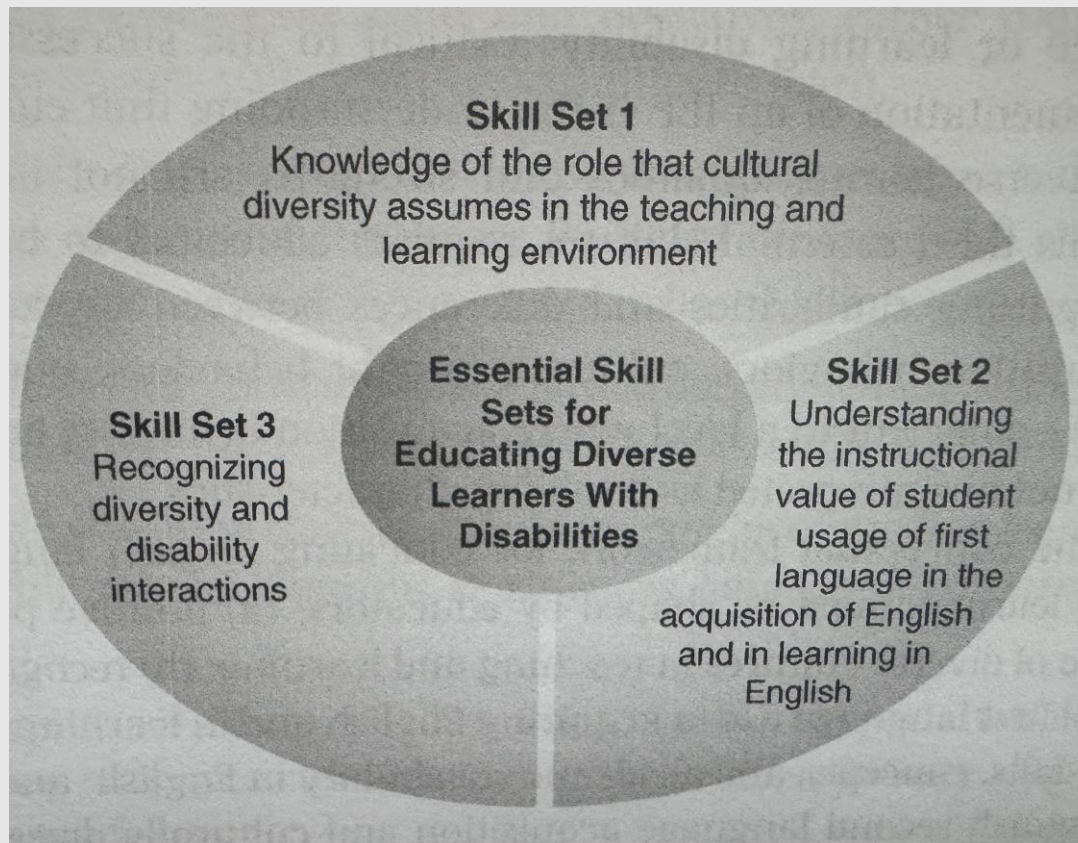 Skill Set 1
Knowledge of the role that cultural
diversity assumes in the teaching and
learning environment
Essential Skill
Sets for
Educating Diverse
Learners With
Disabilities
Skill Set 2
Understanding
the instructional
value of student
usage of first
language in the
acquisition of English
and in learning in
English
Skill Set 3
Recognizing
diversity and
disability
interactions